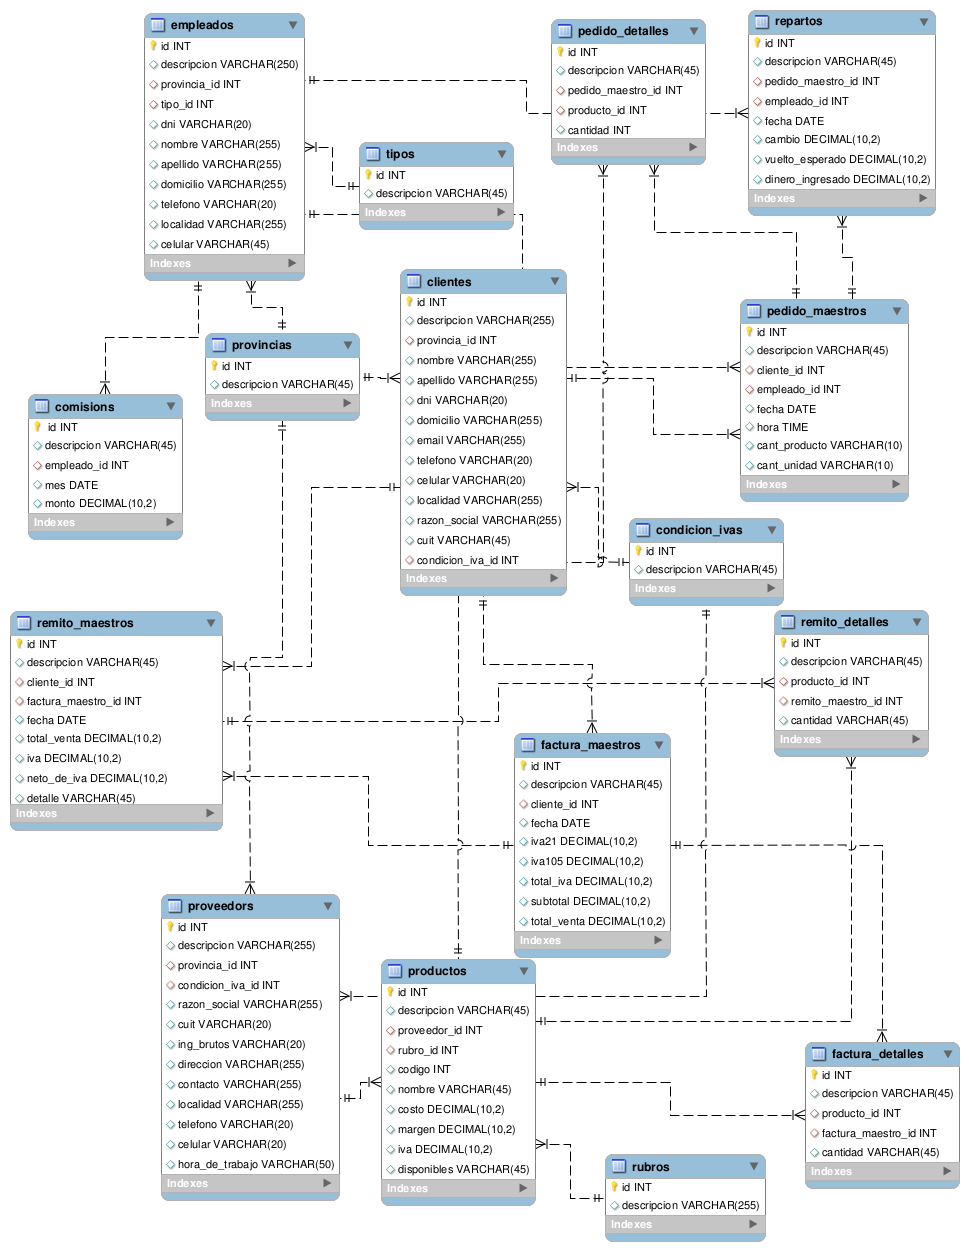 empleados
id INT
descripcion VARCHAR(250)
provincia_id INT
tipo_id INT
dni VARCHAR(20)
nombre VARCHAR(255)
apellido VARCHAR(255)
domicilio VARCHAR(255)
telefono VARCHAR(20)
localidad VARCHAR(255)
celular VARCHAR(45)
Indexes
pedido_detalles
id INT
descripcion VARCHAR(45)
pedido_maestro_id INT
producto_id INT
cantidad INT
Indexes
repartos
id INT
descripcion VARCHAR(45)
pedido_maestro_id INT
empleado_id INT
fecha DATE
cambio DECIMAL(10,2)
vuelto_esperado DECIMAL(10,2)
dinero_ingresado DECIMAL(10,2)
Indexes
tipos
id INT
descripcion VARCHAR(45)
Indexes
clientes
id INT
descripcion VARCHAR(255)
provincia_id INT
nombre VARCHAR(255)
apellido VARCHAR(255)
dni VARCHAR(20)
domicilio VARCHAR(255)
email VARCHAR(255)
telefono VARCHAR(20)
celular VARCHAR(20)
localidad VARCHAR(255)
razon_social VARCHAR(255)
cuit VARCHAR(45)
condicion_iva_id INT
Indexes
pedido_maestros
id INT
descripcion VARCHAR(45)
cliente_id INT
empleado_id INT
fecha DATE
hora TIME
cant_producto VARCHAR(10)
cant_unidad VARCHAR(10)
Indexes
provincias
id INT
descripcion VARCHAR(45)
Indexes
comisions
id INT
descripcion VARCHAR(45)
empleado_id INT
mes DATE
monto DECIMAL(10,2)
Indexes
condicion_ivas
id INT
descripcion VARCHAR(45)
Indexes
remito_maestros
id INT
descripcion VARCHAR(45)
cliente_id INT
factura_maestro_id INT
fecha DATE
total_venta DECIMAL(10,2)
iva DECIMAL(10,2)
neto_de_iva DECIMAL(10,2)
detalle VARCHAR(45)
Indexes
remito_detalles
id INT
descripcion VARCHAR(45)
producto_id INT
remito_maestro_id INT
cantidad VARCHAR(45)
Indexes
factura_maestros
id INT
descripcion VARCHAR(45)
cliente_id INT
fecha DATE
iva21 DECIMAL(10,2)
iva105 DECIMAL(10,2)
total_iva DECIMAL(10,2)
subtotal DECIMAL(10,2)
total_venta DECIMAL(10,2)
Indexes
proveedors
id INT
descripcion VARCHAR(255)
provincia_id INT
condicion_iva_id INT
razon_social VARCHAR(255)
cuit VARCHAR(20)
ing_brutos VARCHAR(20)
direccion VARCHAR(255)
contacto VARCHAR(255)
localidad VARCHAR(255)
telefono VARCHAR(20)
celular VARCHAR(20)
hora_de_trabajo VARCHAR(50)
Indexes
productos
id INT
descripcion VARCHAR(45)
proveedor_id INT
rubro_id INT
codigo INT
nombre VARCHAR(45)
costo DECIMAL(10,2)
margen DECIMAL(10,2)
iva DECIMAL(10,2)
disponibles VARCHAR(45)
Indexes
factura_detalles
id INT
descripcion VARCHAR(45)
producto_id INT
factura_maestro_id INT
cantidad VARCHAR(45)
Indexes
rubros
id INT
descripcion VARCHAR(255)
Indexes